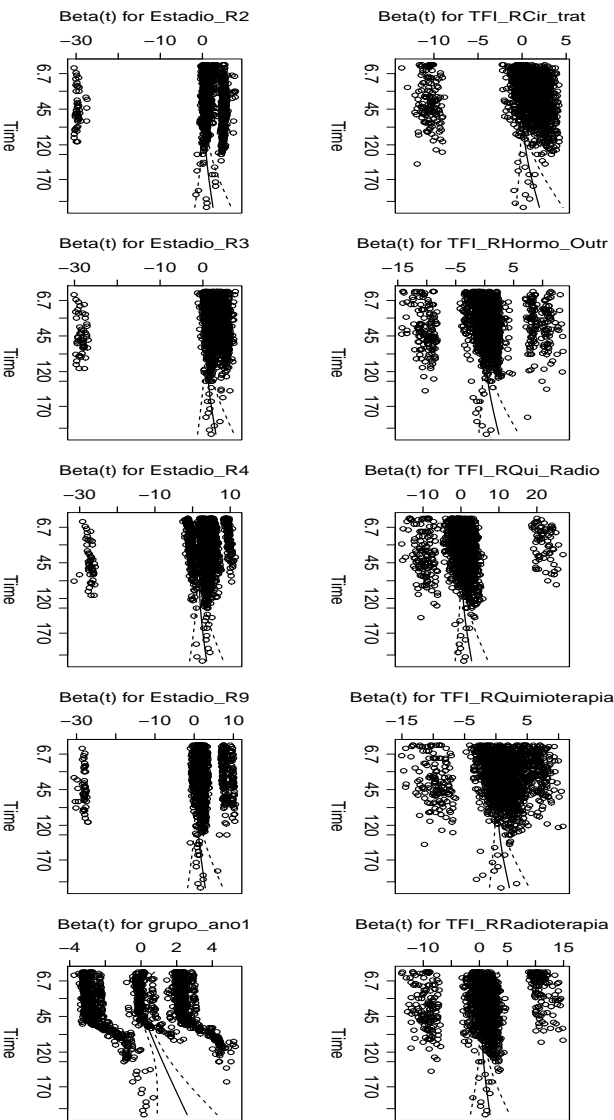 Beta(t) for Estadio_R2
−30 −10 0
6.7 45 120 170
Time
Beta(t) for TFI_RCir_trat
−10 −5 0 5
6.7 45 120 170
Time
Beta(t) for Estadio_R3
−30 −10 0
6.7 45 120 170
Time
Beta(t) for TFI_RHormo_Outr
−15 −5 5
6.7 45 120 170
Time
Beta(t) for Estadio_R4
−30 −10 10
6.7 45 120 170
Time
Beta(t) for TFI_RQui_Radio
−10 0 10 20
6.7 45 120 170
Time
Beta(t) for Estadio_R9
−30 −10 0 10
6.7 45 120 170
Time
Beta(t) for TFI_RQuimioterapia
−15 −5 5
6.7 45 120 170
Time
Beta(t) for grupo_ano1
−4 0 2 4
6.7 45 120 170
Time
Beta(t) for TFI_RRadioterapia
−10 0 5 15
6.7 45 120 170
Time